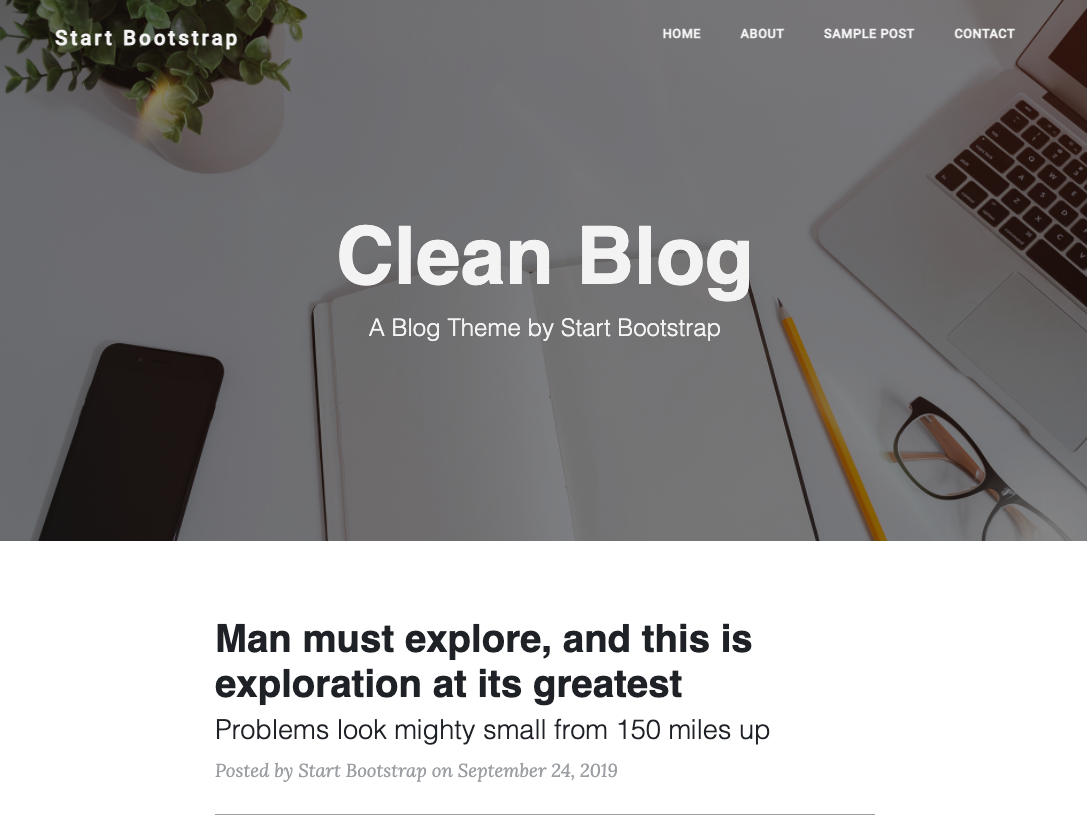 Start Bootstrap
HOME ABOUT SAMPLE POST CONTACT
Clean Blog
A Blog Theme by Start Bootstrap
Man must explore, and this is
exploration at its greatest
Problems look mighty small from 150 miles up
Posted by Start Bootstrap on September 24, 2019